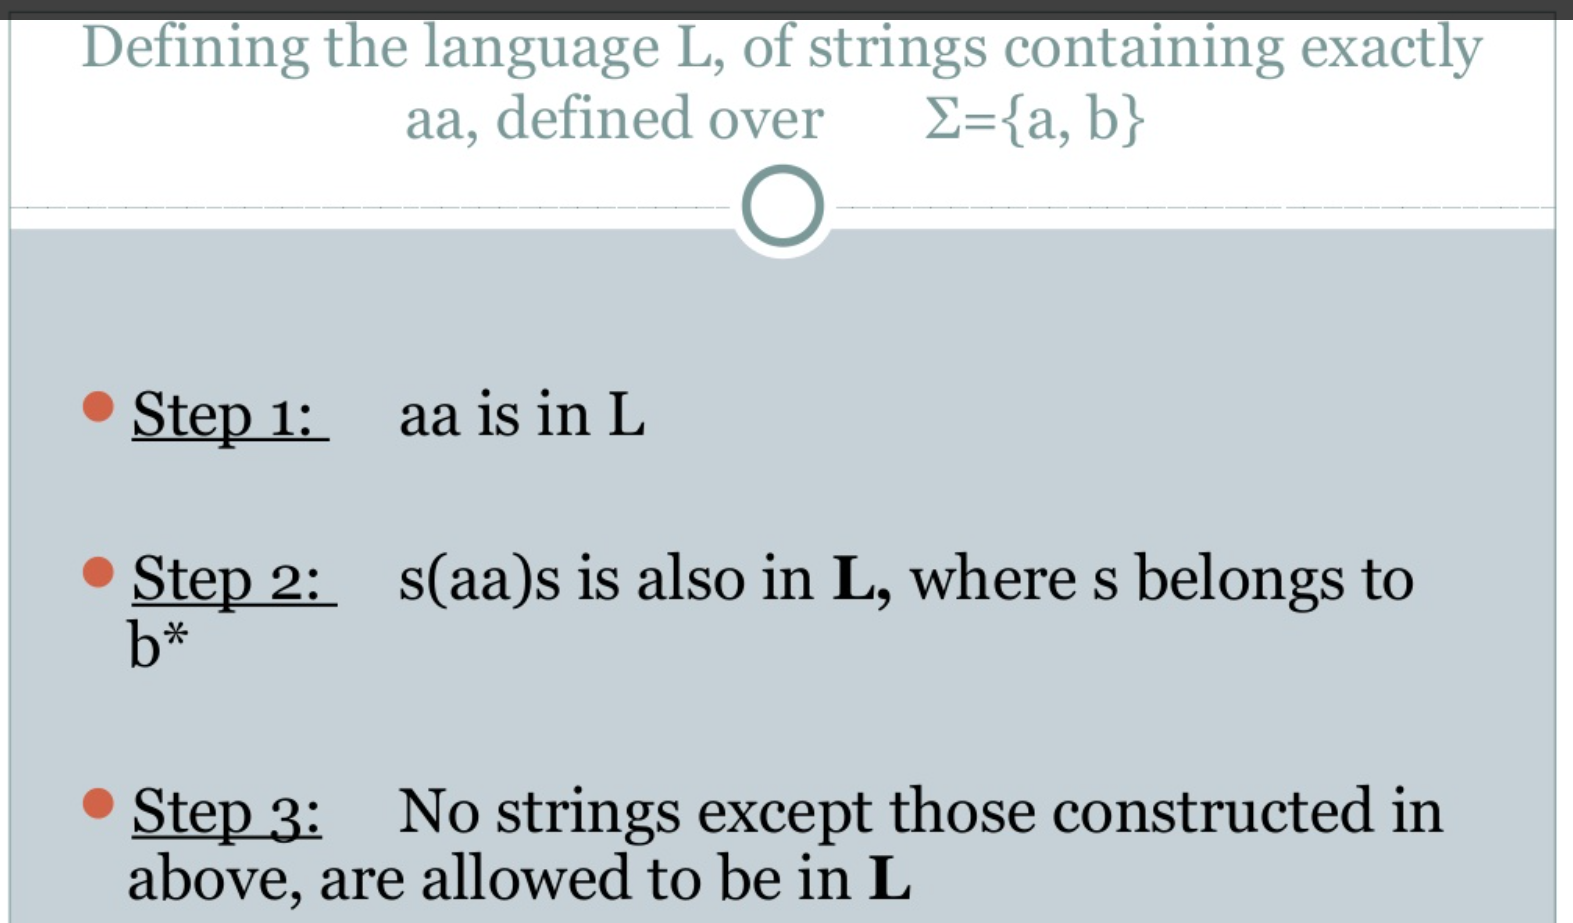 Defining the language L, of strings containing exactly
aa, defined over Σ={a, b}
Step 1: aa is in L
Step 2: s(aa)s is also in L, where s belongs to
b*
Step 3: No strings except those constructed in
above, are allowed to be in L